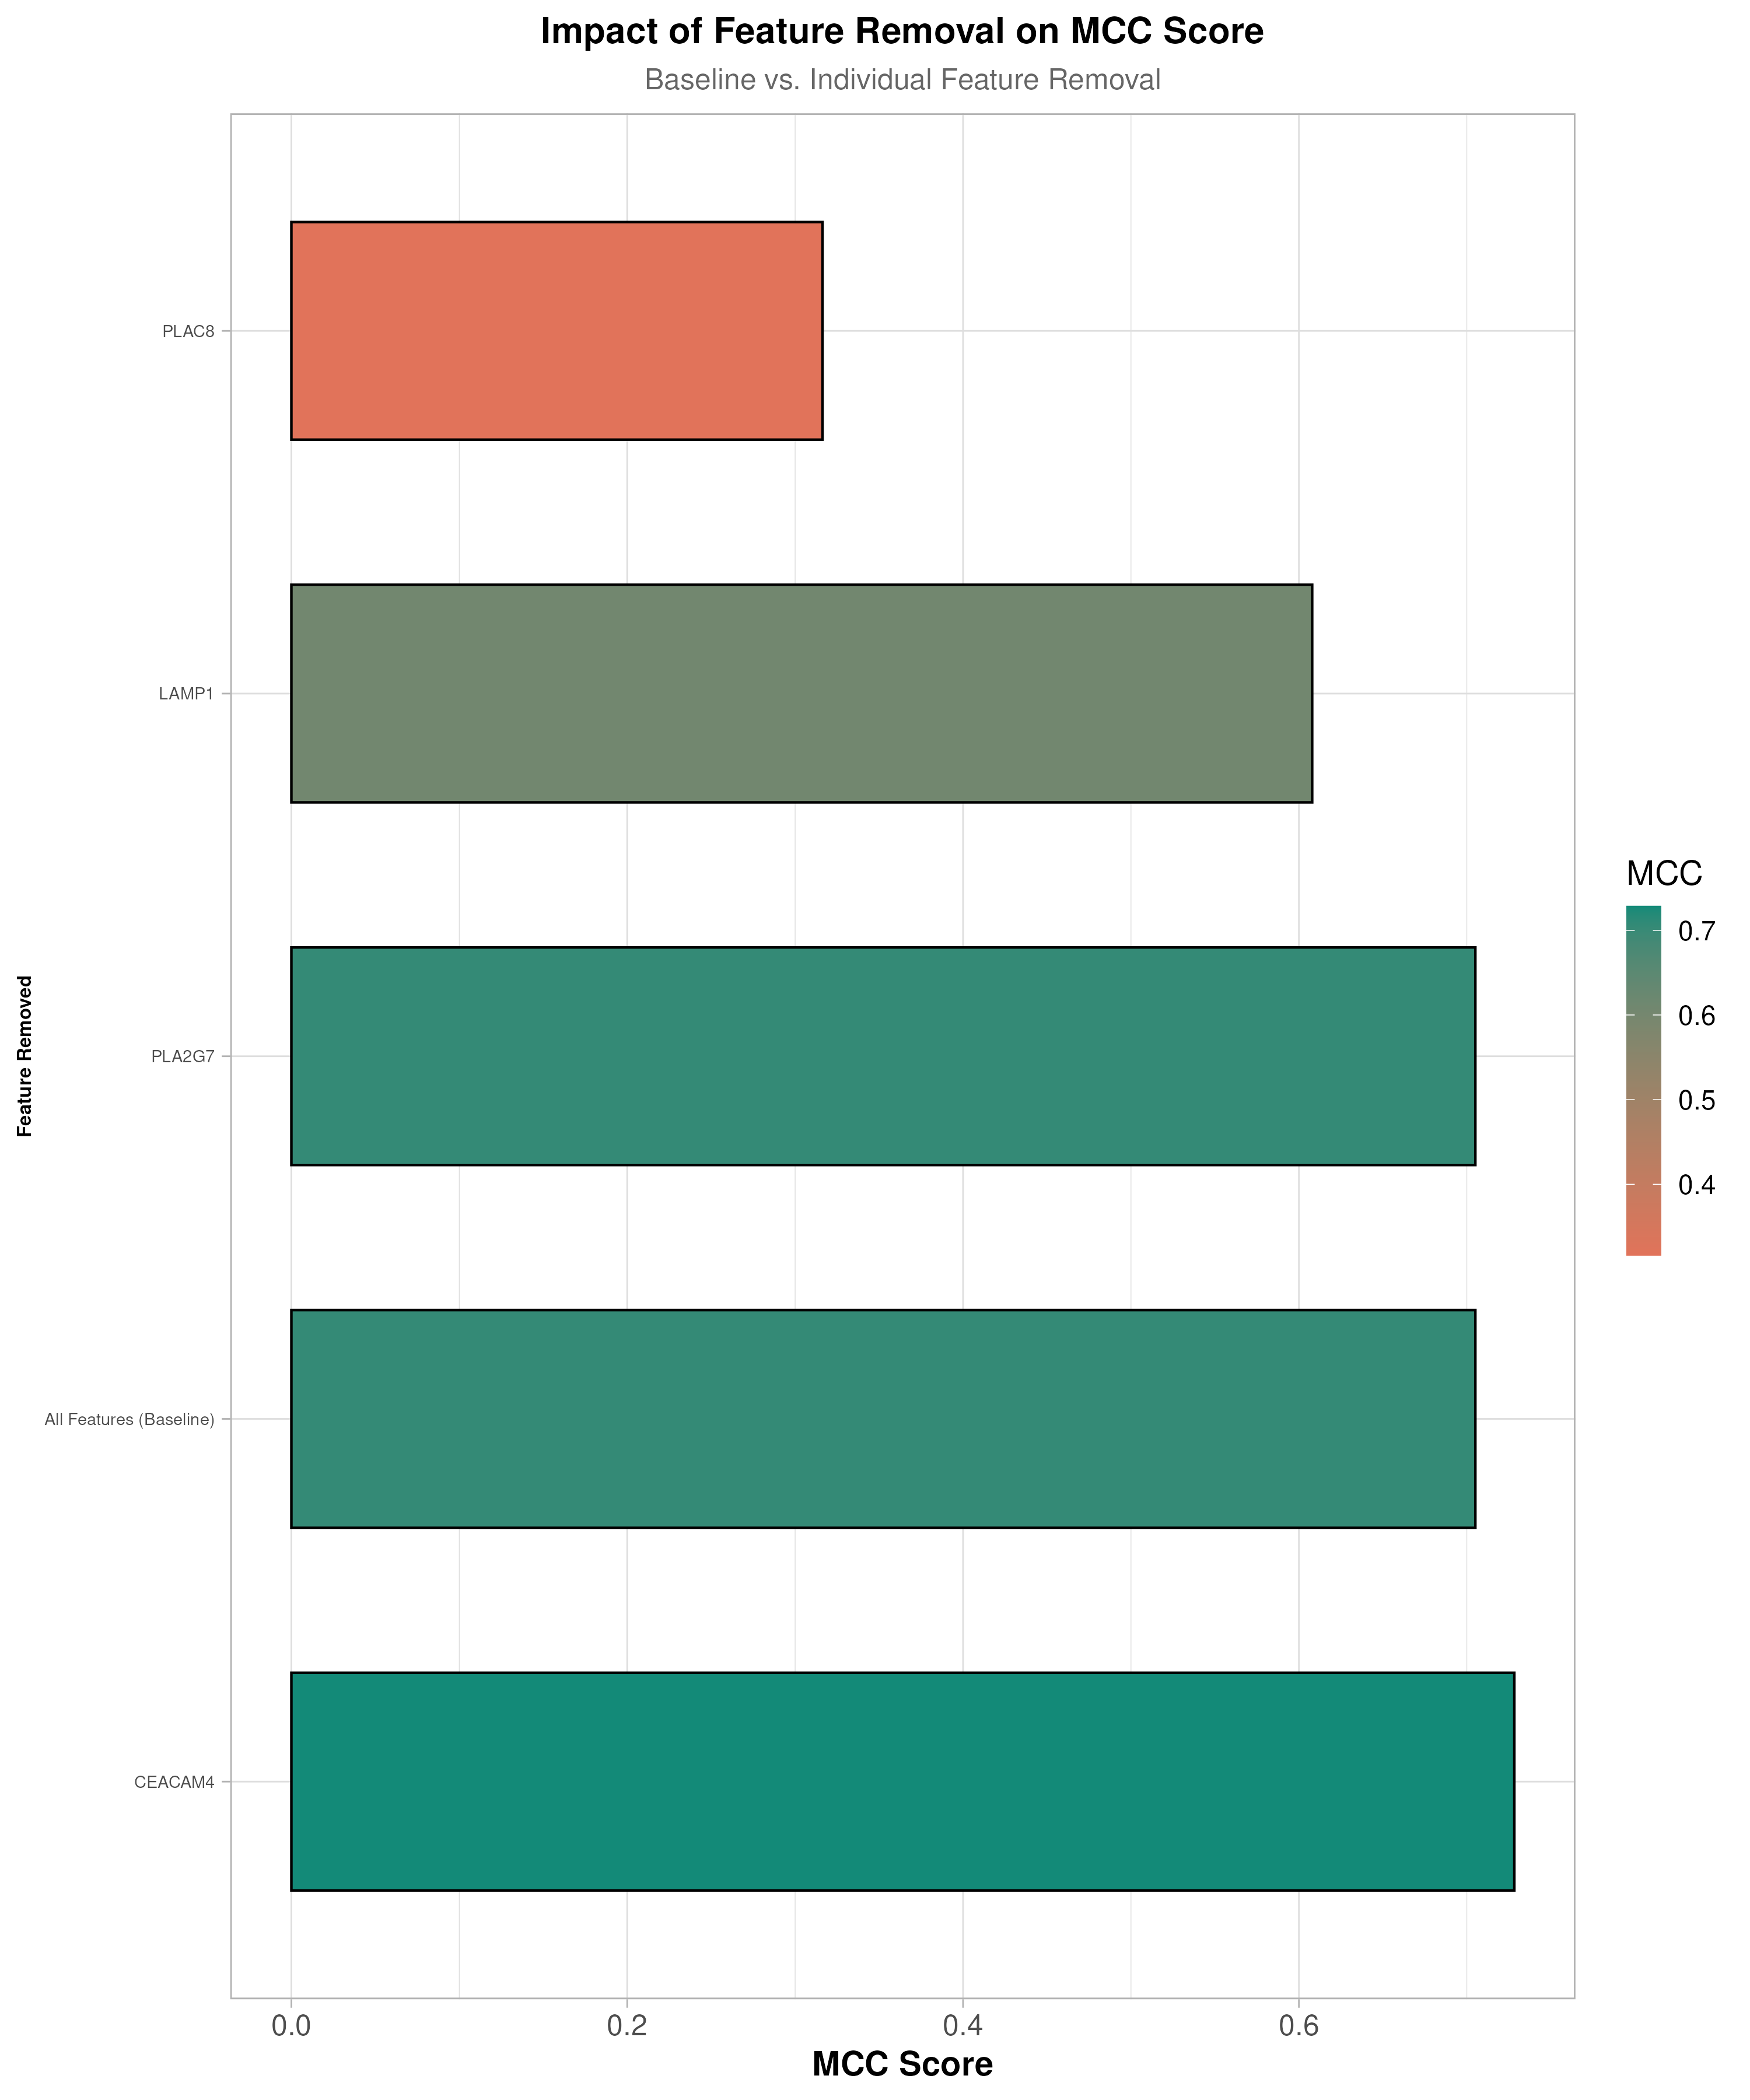 Impact of Feature Removal on MCC Score
Baseline vs. Individual Feature Removal
Feature Removed
PLAC8
LAMP1
PLA2G7
All Features (Baseline)
CEACAM4
0.0
0.2
0.4
0.6
MCC Score
MCC
0.7
0.6
0.5
0.4